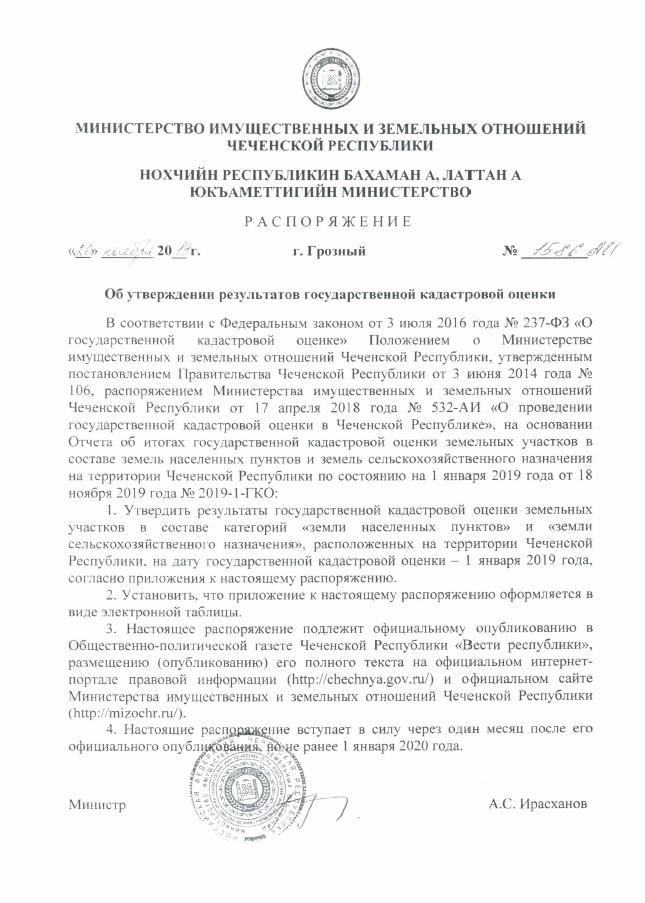 МИНИСТЕРСТВО ИМУЩЕСТВЕННЫХ И ЗЕМЕЛЬНЫХ ОТНОШЕНИЙ
ЧЕЧЕНСКОЙ РЕСПУБЛИКИ
НОХЧИЙН РЕСПУБЛИКИН БАХАМАН А, ЛАТТАН А
ЮКЪАМЕТТИГИЙН МИНИСТЕРСТВО
РАСПОРЯЖЕНИЕ
«26» ноября 2019 г. г. Грозный № 1586-АИ
Об утверждении результатов государственной кадастровой оценки
В соответствии с Федеральным законом от 3 июля 2016 года № 237-ФЗ «О
государственной кадастровой оценке» Положением о Министерстве
имущественных и земельных отношений Чеченской Республики, утвержденным
постановлением Правительства Чеченской Республики от 3 июня 2014 года №
106, распоряжением Министерства имущественных и земельных отношений
Чеченской Республики от 17 апреля 2018 года № 532-АИ «О проведении
государственной кадастровой оценки в Чеченской Республике», на основании
Отчета об итогах государственной кадастровой оценки земельных участков в
составе земель населенных пунктов и земель сельскохозяйственного назначения
на территории Чеченской Республики по состоянию на 1 января 2019 года от 18
ноября 2019 года № 2019-1-ГКО:
1. Утвердить результаты государственной кадастровой оценки земельных
участков в составе категорий «земли населенных пунктов» и «земли
сельскохозяйственного назначения», расположенных на территории Чеченской
Республики, на дату государственной кадастровой оценки – 1 января 2019 года,
согласно приложения к настоящему распоряжению.
2. Установить, что приложение к настоящему распоряжению оформляется в
виде электронной таблицы.
3. Настоящее распоряжение подлежит официальному опубликованию в
Общественно-политической газете Чеченской Республики «Вести республики»,
размещению (опубликованию) его полного текста на официальном интернет-
портале правовой информации (http://chechnya.gov.ru/) и официальном сайте
Министерства имущественных и земельных отношений Чеченской Республики
(http://mizochr.ru/).
4. Настоящие распоряжение вступает в силу через один месяц после его
официального опубликования, но не ранее 1 января 2020 года.
Министр А.С. Ирасханов